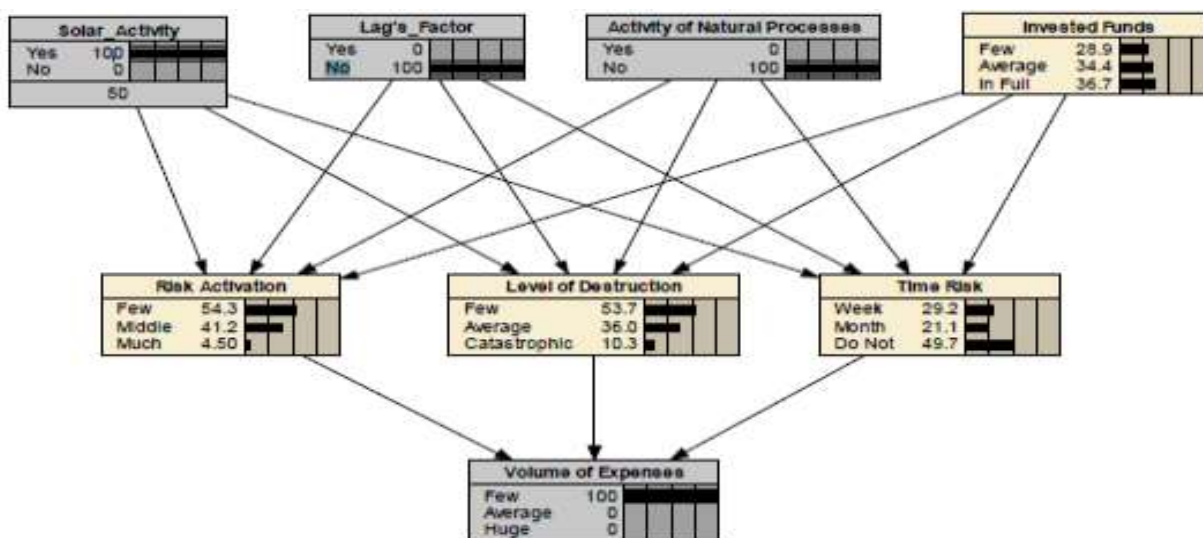 Solar_Activity
Yes 100
No 0
50
Lag's_Factor
Yes 0
No 100
Activity of Natural Processes
Yes 0
No 100
Invested Funds
Few 28.9
Average 34.4
In Full 36.7
Risk Activation
Few 54.3
Middle 41.2
Much 4.50
Level of Destruction
Few 53.7
Average 36.0
Catastrophic 10.3
Time Risk
Week 29.2
Month 21.1
Do Not 49.7
Volume of Expenses
Few 100
Average 0
Huge 0